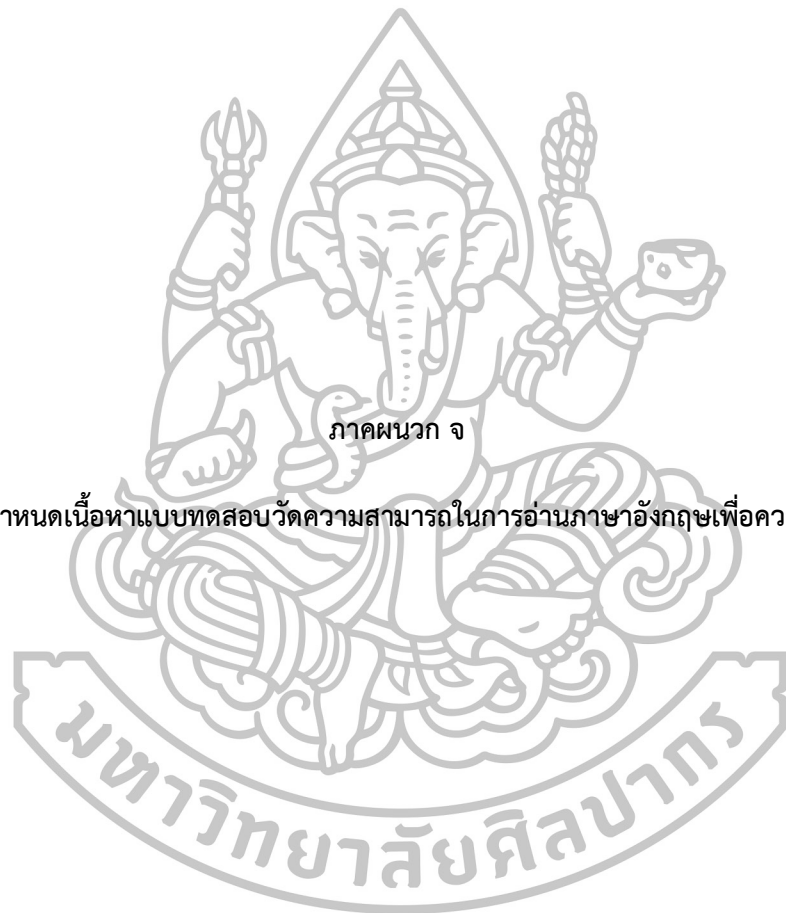 ภาคผนวก จ
าหนดเนื้อหาแบบทดสอบวัดความสามารถในการอ่านภาษาอังกฤษเพื่อคว
มหาวิทยาลัยศิลปากร